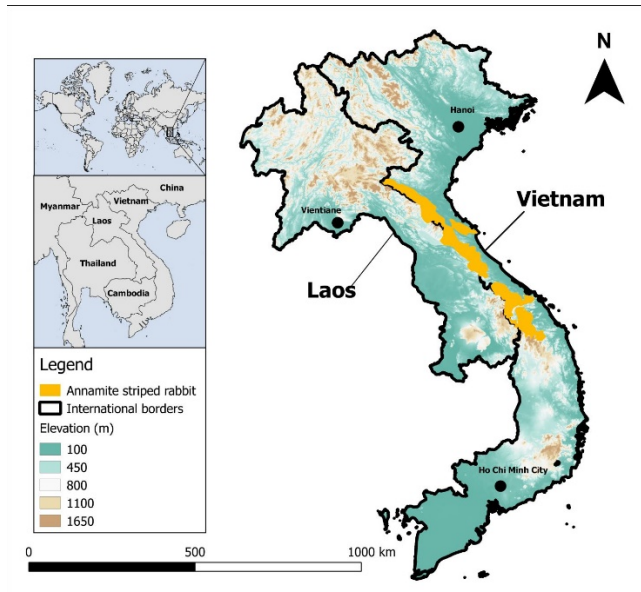 N
Hanoi
Vietnam
Vientiane
Laos
Ho Chi Minh City
China
Myanmar
Vietnam
Laos
Thailand
Cambodia
Legend
Annamite striped rabbit
International borders
Elevation (m)
100
450
800
1100
1650
0 500 1000 km